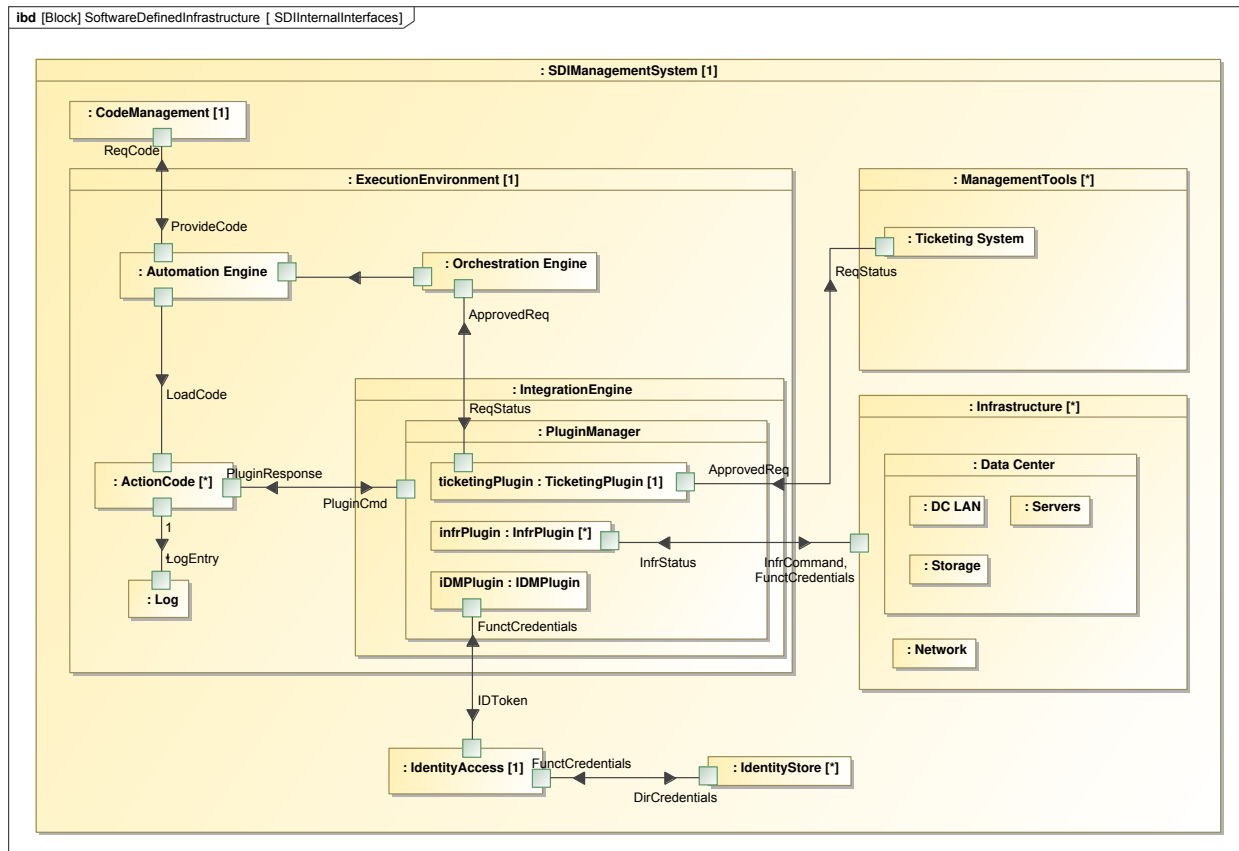 ibd [Block] SoftwareDefinedInfrastructure [ SDIInternalInterfaces]
: SDIManagementSystem [1]
: CodeManagement [1]
ReqCode
: ExecutionEnvironment [1]
: ManagementTools [*]
ProvideCode
: Ticketing System
: Automation Engine
: Orchestration Engine
ReqStatus
ApprovedReq
: IntegrationEngine
LoadCode
ReqStatus
: Infrastructure [*]
: PluginManager
: Data Center
PluginResponse
ApprovedReq
: ActionCode [*]
ticketingPlugin : TicketingPlugin [1]
PluginCmd
: DC LAN
: Servers
1
infrPlugin : InfrPlugin [*]
LogEntry
InfrStatus
InfrCommand,
FunctCredentials
: Storage
iDMPlugin : IDMPlugin
: Log
FunctCredentials
: Network
IDToken
: IdentityAccess [1]
FunctCredentials
: IdentityStore [*]
DirCredentials